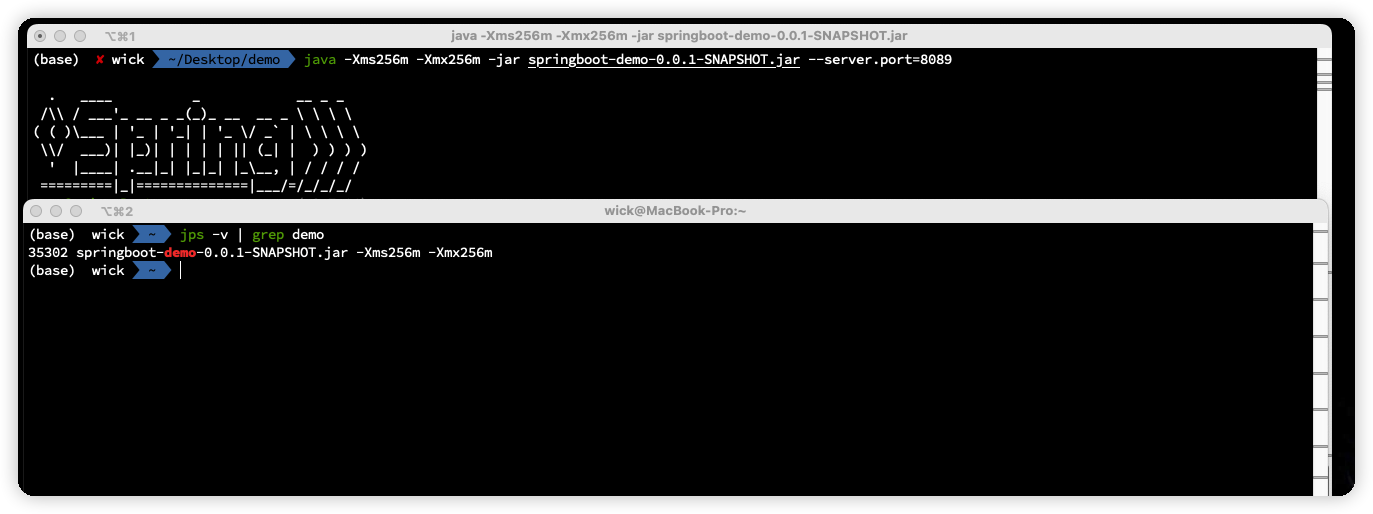 ⌥⌘1 java -Xms256m -Xmx256m -jar springboot-demo-0.0.1-SNAPSHOT.jar
(base) ✘ wick ~/Desktop/demo java -Xms256m -Xmx256m -jar springboot-demo-0.0.1-SNAPSHOT.jar --server.port=8089
  .   ____          _            __ _ _
 /\\ / ___'_ __ _ _(_)_ __  __ _ \ \ \ \
( ( )\___ | '_ | '_| | '_ \/ _` | \ \ \ \
 \\/  ___)| |_)| | | | | || (_| |  ) ) ) )
  '  |____| .__|_| |_|_| |_\__, | / / / /
 =========|_|==============|___/=/_/_/_/
⌥⌘2 wick@MacBook-Pro:~
(base) wick ~ jps -v | grep demo
35302 springboot-demo-0.0.1-SNAPSHOT.jar -Xms256m -Xmx256m
(base) wick ~